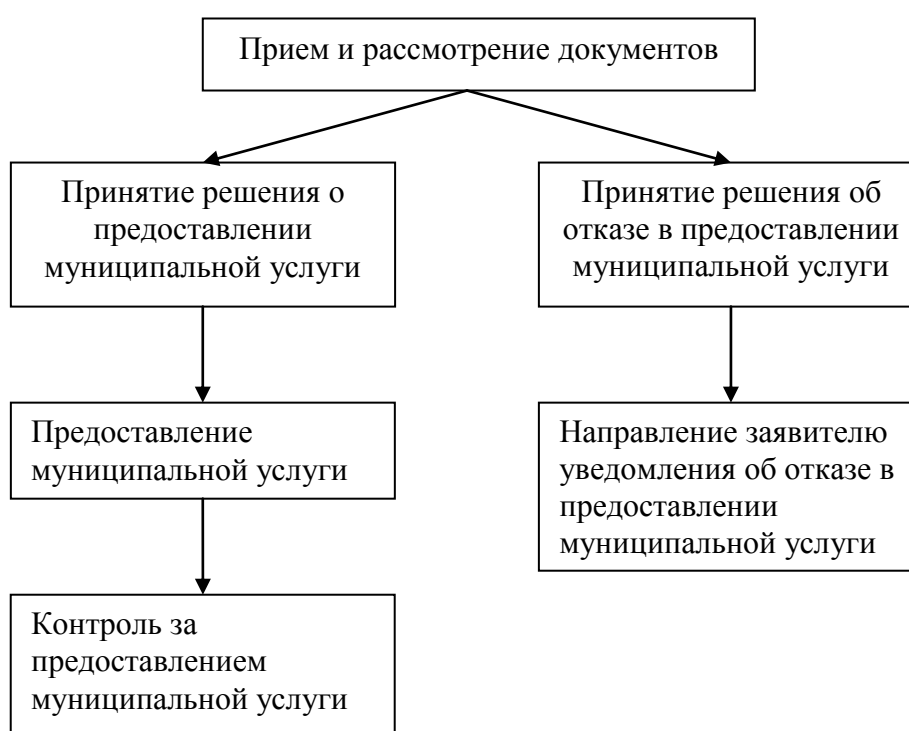 Прием и рассмотрение документов
Принятие решения о
предоставлении
муниципальной услуги
Принятие решения об
отказе в предоставлении
муниципальной услуги
Предоставление
муниципальной услуги
Направление заявителю
уведомления об отказе в
предоставлении
муниципальной услуги
Контроль за
предоставлением
муниципальной услуги